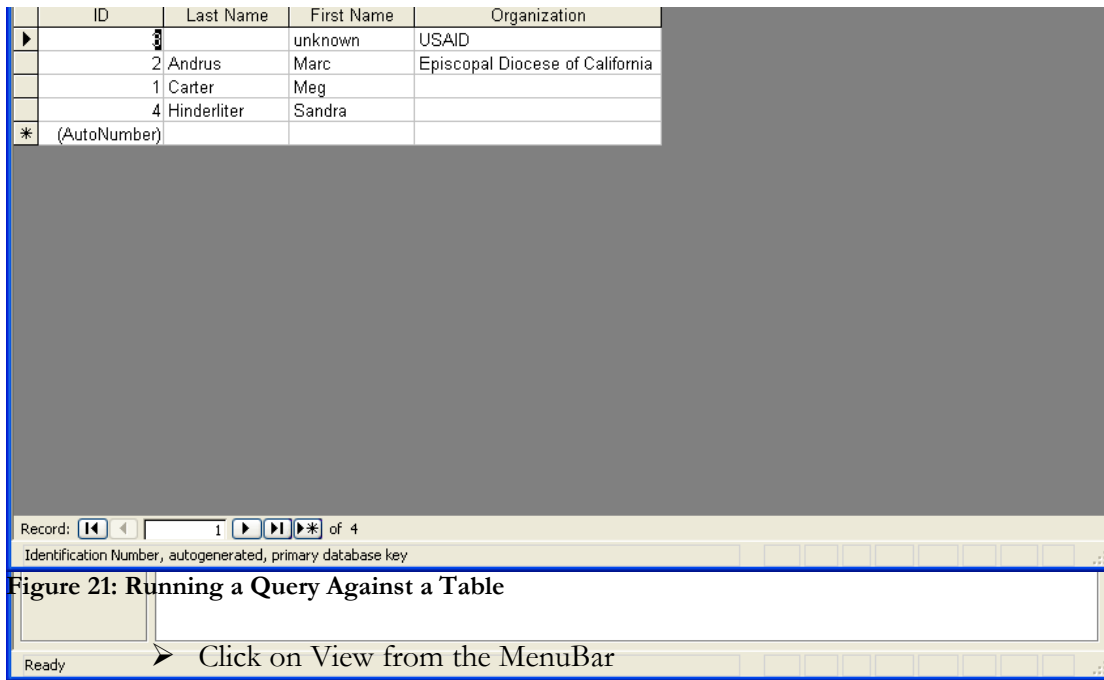 ID Last Name First Name Organization
3 unknown USAID
2 Andrus Marc Episcopal Diocese of California
1 Carter Meg
4 Hinderliter Sandra
(AutoNumber)
Record: 1 of 4
Identification Number, autogenerated, primary database key
Figure 21: Running a Query Against a Table
➢ Click on View from the MenuBar
Ready